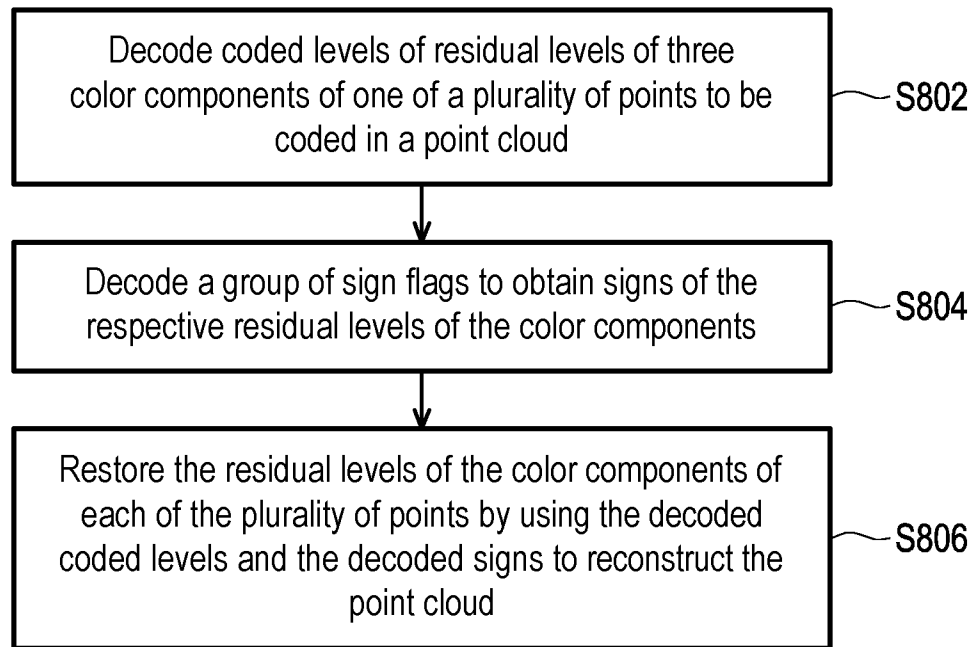 Decode coded levels of residual levels of three
color components of one of a plurality of points to be
coded in a point cloud
S802
Decode a group of sign flags to obtain signs of the
respective residual levels of the color components
S804
Restore the residual levels of the color components of
each of the plurality of points by using the decoded
coded levels and the decoded signs to reconstruct the
point cloud
S806